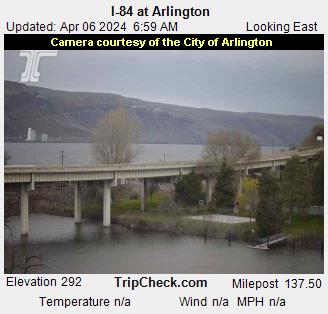 I-84 at Arlington
Updated: Apr 06 2024 6:59 AM Looking East
Camera courtesy of the City of Arlington
Elevation 292 TripCheck.com Milepost 137.50
Temperature n/a Wind n/a MPH n/a